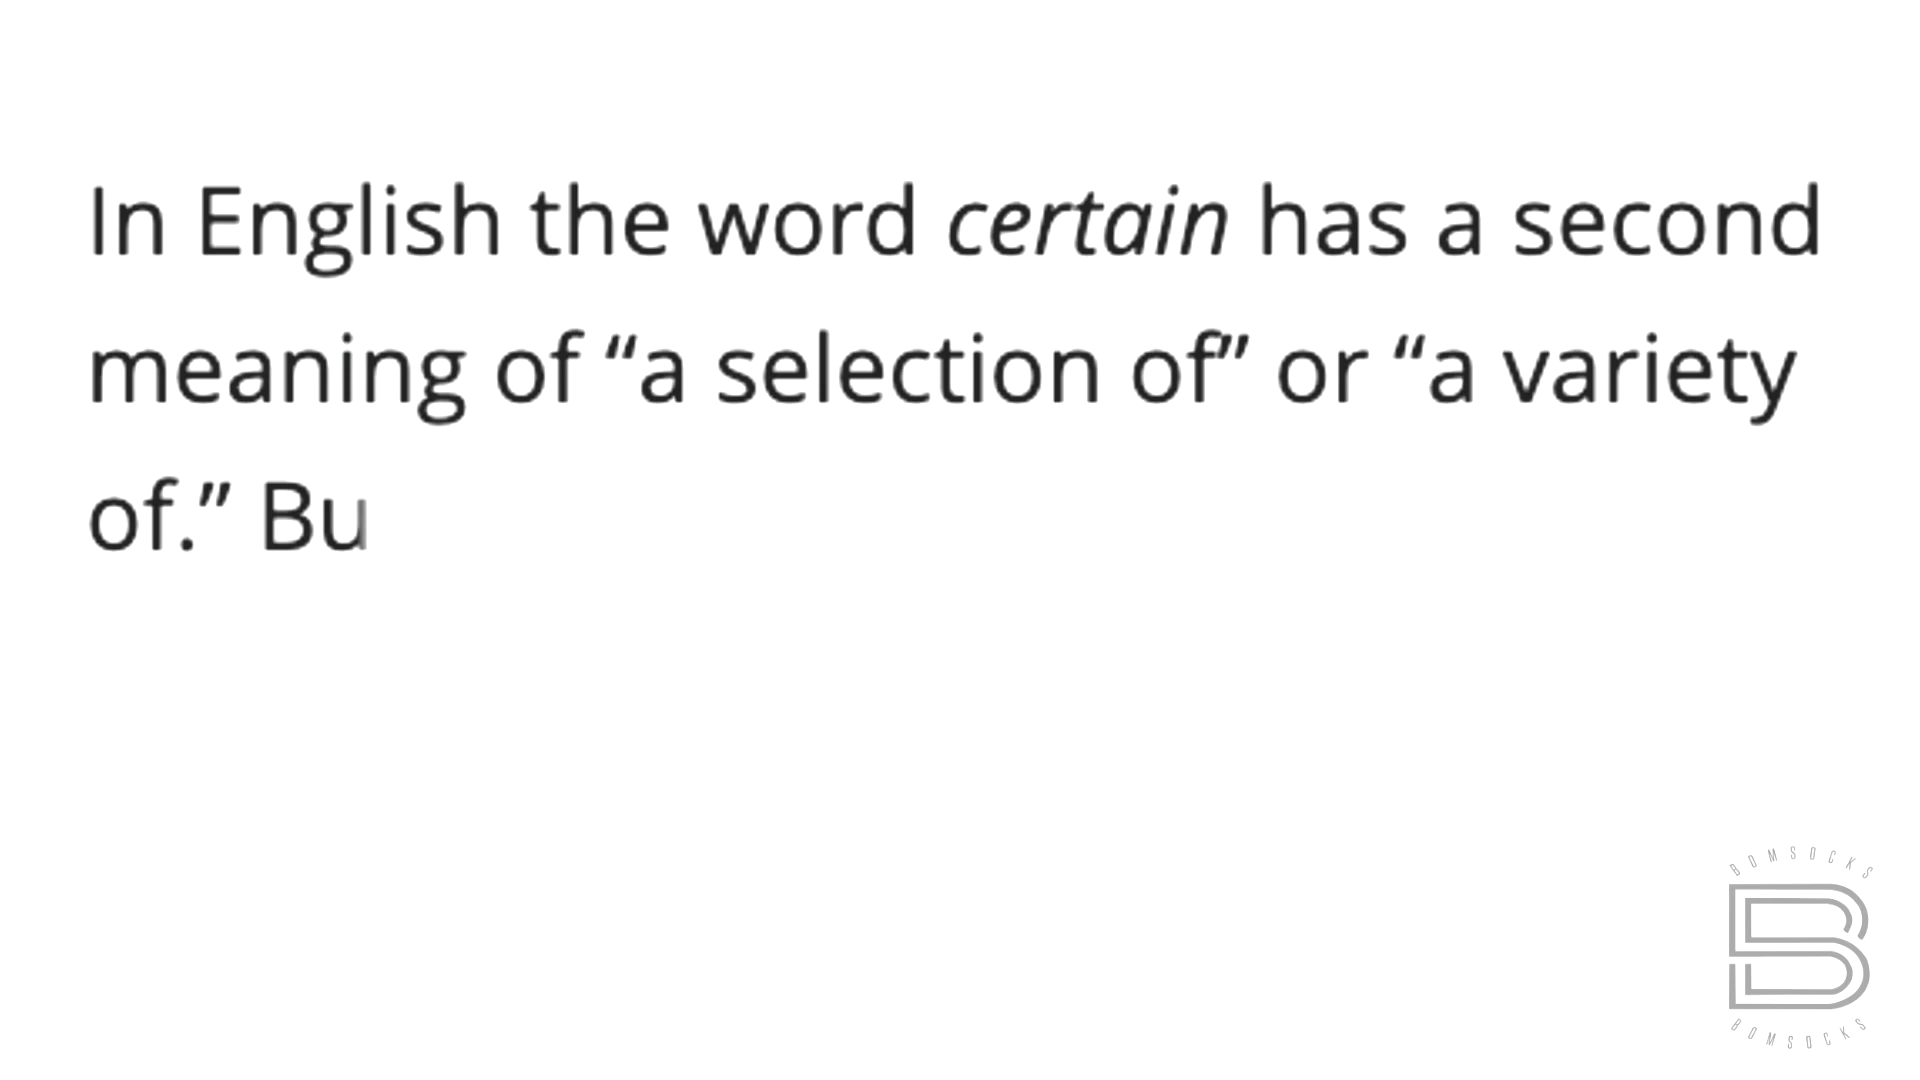 In English the word certain has a second
meaning of “a selection of” or “a variety
of.” Bu
BOMSOCKS
BOMSOCKS